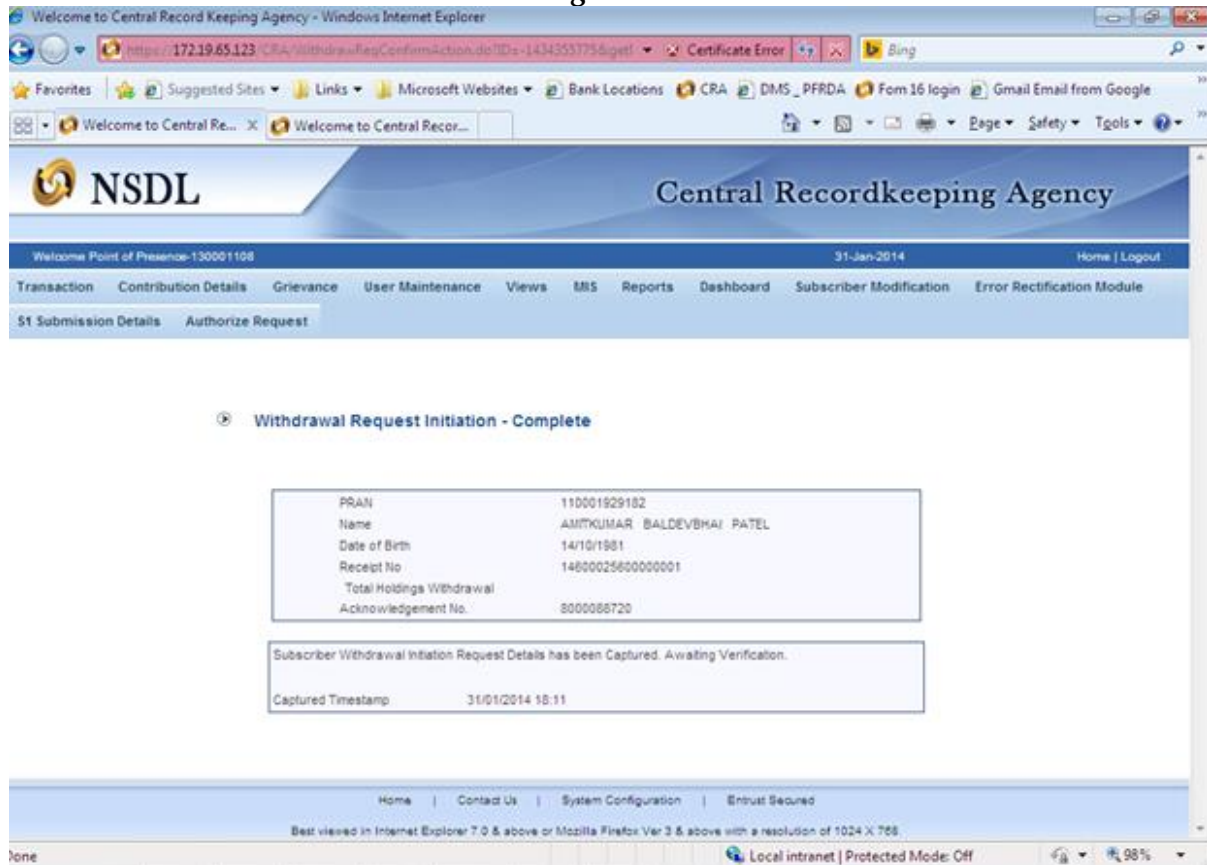 Welcome to Central Record Keeping Agency - Windows Internet Explorer
172.19.65.123 Certificate Error Bing
Favorites Suggested Sites Links Microsoft Websites Bank Locations CRA DMS_PFRDA Fom 16 login Gmail Email from Google
Welcome to Central Re... X Welcome to Central Recor... Page Safety Tools
NSDL Central Recordkeeping Agency
Welcome Point of Presence-130001108 31-Jan-2014 Home | Logout
Transaction Contribution Details Grievance User Maintenance Views MIS Reports Dashboard Subscriber Modification Error Rectification Module
S1 Submission Details Authorize Request
Withdrawal Request Initiation - Complete
PRAN 110001929182
Name AMITKUMAR BALDEVBHAI PATEL
Date of Birth 14/10/1981
Receipt No 14600025600000001
Total Holdings Withdrawal
Acknowledgement No.
Subscriber Withdrawal Intiation Request Details has been Captured. Awaiting Verification.
Captured Timestamp 31/01/2014 18:11
Home | Contact Us | System Configuration | Entrust Secured
Best viewed in Internet Explorer 7.0 & above or Mozilla Firefox Ver 3 & above with a resolution of 1024 X 768
Done Local intranet | Protected Mode: Off 98%